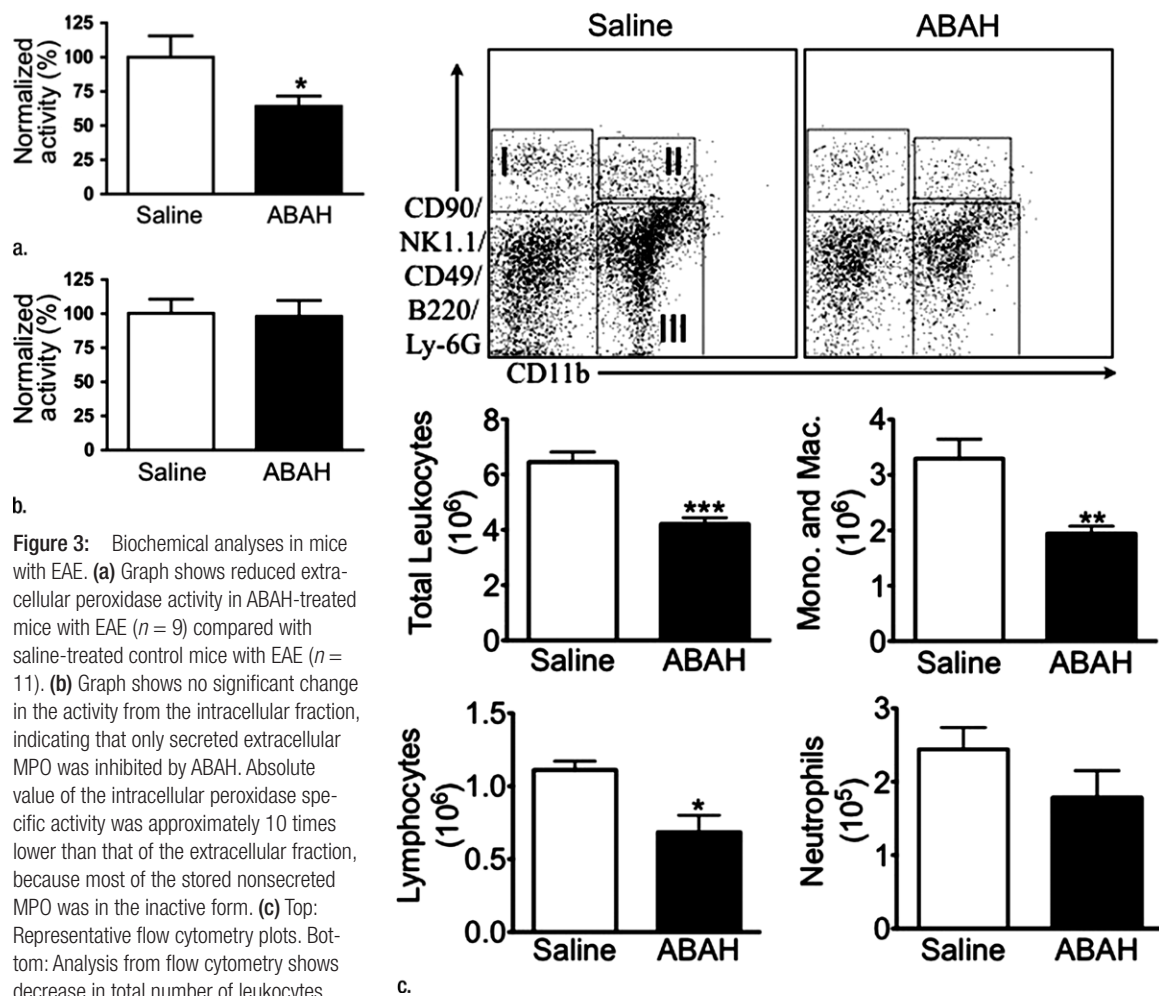 125
100
75
50
25
0
Normalized
activity (%)
*
Saline ABAH
a.
125
100
75
50
25
0
Normalized
activity (%)
Saline ABAH
b.
Figure 3: Biochemical analyses in mice
with EAE. (a) Graph shows reduced extra-
cellular peroxidase activity in ABAH-treated
mice with EAE (n = 9) compared with
saline-treated control mice with EAE (n =
11). (b) Graph shows no significant change
in the activity from the intracellular fraction,
indicating that only secreted extracellular
MPO was inhibited by ABAH. Absolute
value of the intracellular peroxidase spe-
cific activity was approximately 10 times
lower than that of the extracellular fraction,
because most of the stored nonsecreted
MPO was in the inactive form. (c) Top:
Representative flow cytometry plots. Bot-
tom: Analysis from flow cytometry shows
decrease in total number of leukocytes
Saline ABAH
I II
III
CD90/
NK1.1/
CD49/
B220/
Ly-6G
CD11b
Total Leukocytes
(10⁶)
8
6
4
2
0
***
Saline ABAH
Mono. and Mac.
(10⁶)
4
3
2
1
0
**
Saline ABAH
Lymphocytes
(10⁶)
1.5
1.0
0.5
0.0
*
Saline ABAH
Neutrophils
(10⁵)
3
2
1
0
Saline ABAH
c.